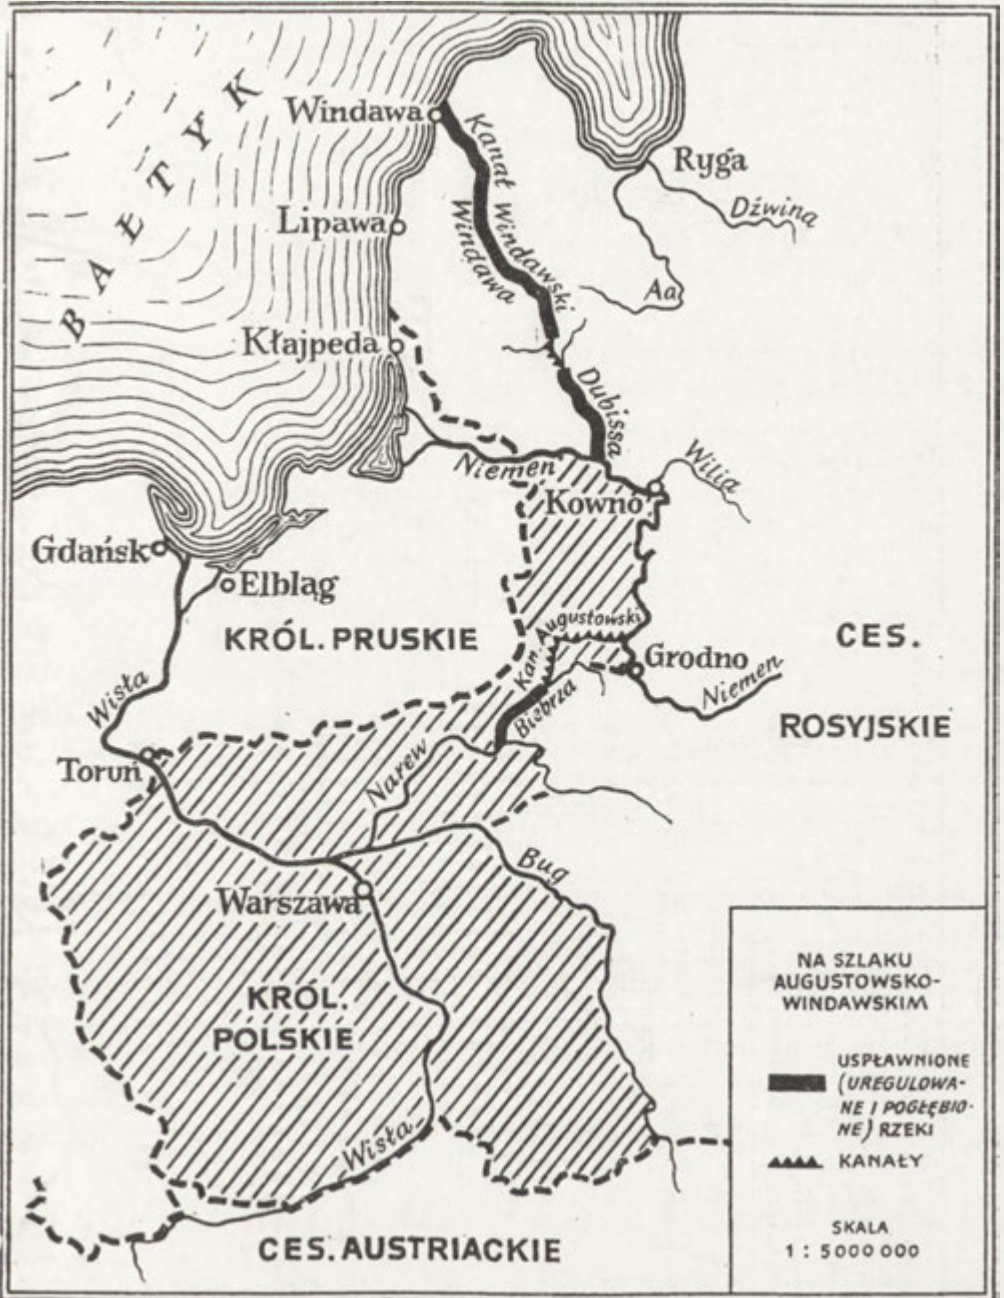 BAŁTYK
Windawa
Kanał Windawski
Windawa
Ryga
Dźwina
Lipawa
Aa
Kłajpeda
Dubissa
Niemen
Wilia
Kowno
Gdańsk
Elbląg
KRÓL. PRUSKIE
Kan. Augustowski
CES.
ROSYJSKIE
Grodno
Niemen
Biebrza
Wisła
Toruń
Narew
Bug
Warszawa
KRÓL.
POLSKIE
Wisła
CES. AUSTRIACKIE
NA SZLAKU
AUGUSTOWSKO-
WINDAWSKIM
USPŁAWNIONE
(UREGULOWA-
NE I POGŁĘBIO-
NE) RZEKI
KANAŁY
SKALA
1 : 5 000 000